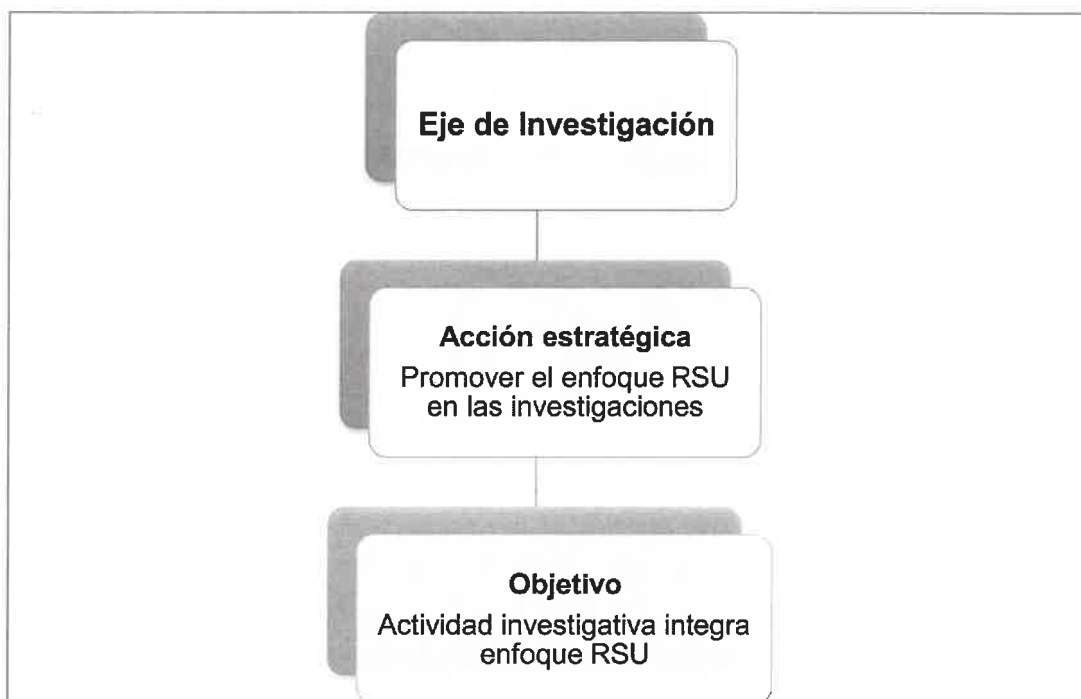 Eje de Investigación
Acción estratégica
Promover el enfoque RSU
en las investigaciones
Objetivo
Actividad investigativa integra
enfoque RSU